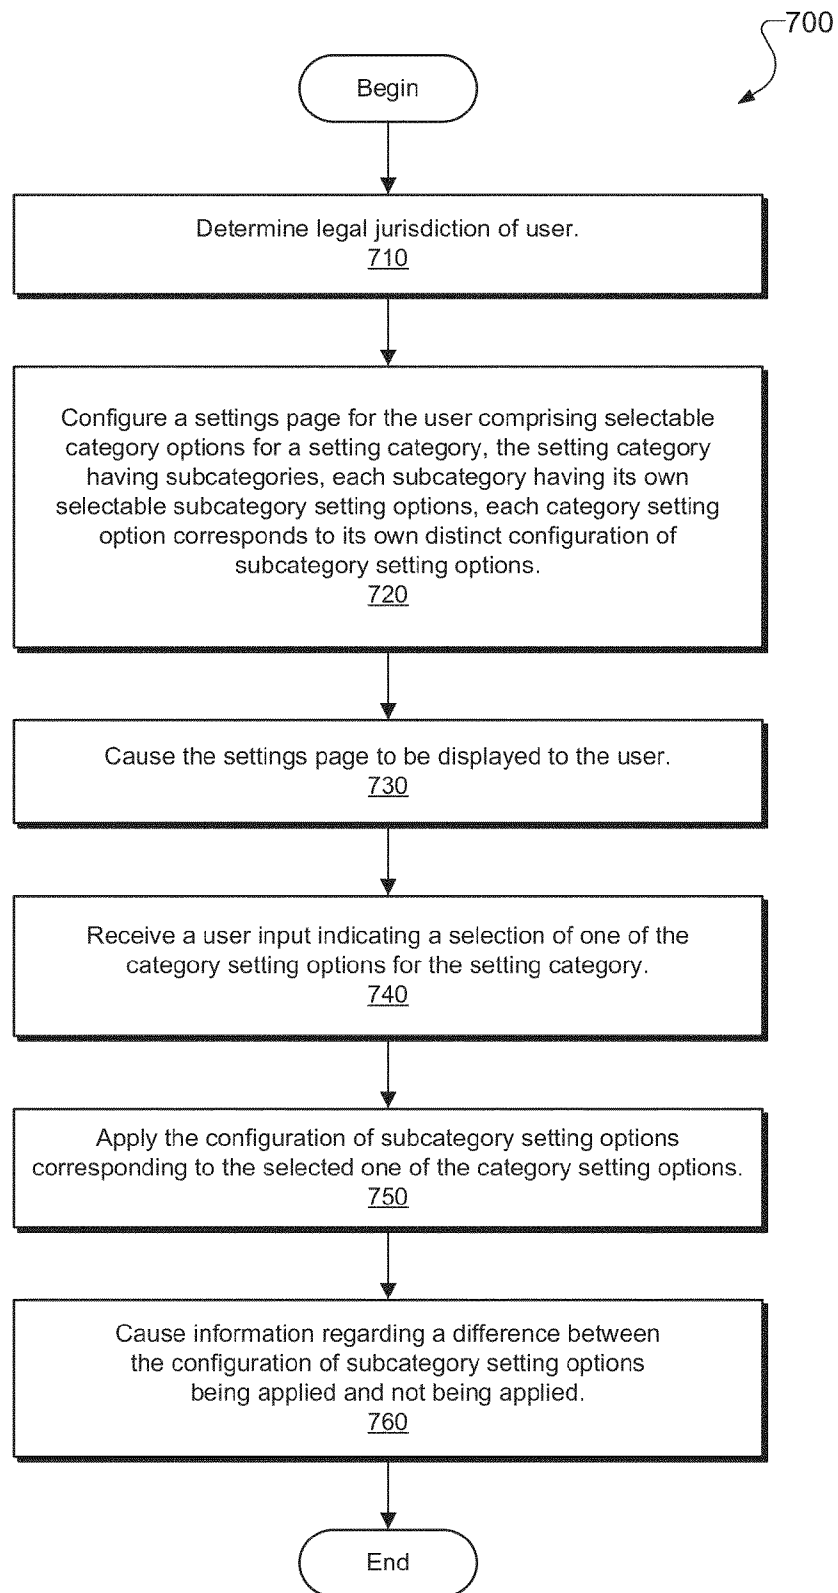 700
Begin
Determine legal jurisdiction of user.
710
Configure a settings page for the user comprising selectable
category options for a setting category, the setting category
having subcategories, each subcategory having its own
selectable subcategory setting options, each category setting
option corresponds to its own distinct configuration of
subcategory setting options.
720
Cause the settings page to be displayed to the user.
730
Receive a user input indicating a selection of one of the
category setting options for the setting category.
740
Apply the configuration of subcategory setting options
corresponding to the selected one of the category setting options.
750
Cause information regarding a difference between
the configuration of subcategory setting options
being applied and not being applied.
760
End